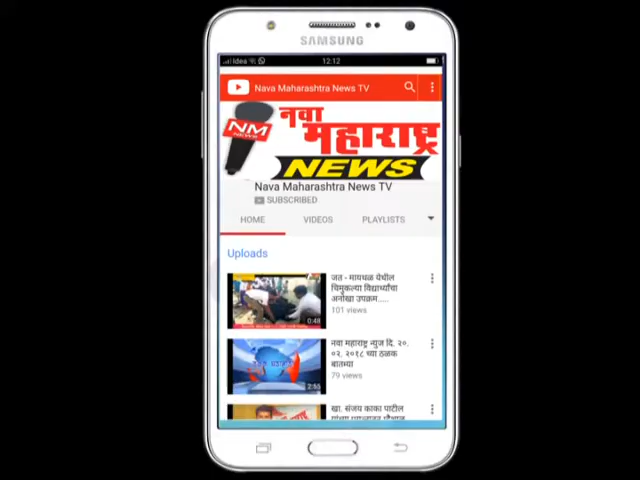 SAMSUNG
Idea
12:12
Nava Maharashtra News TV
NM
NEWS
नवा
महाराष्ट्र
NEWS
Nava Maharashtra News TV
SUBSCRIBED
HOME VIDEOS PLAYLISTS
Uploads
जत - मायथळ येथील
चिमुकल्या विद्यार्थ्यांचा
अनोखा उपक्रम.....
101 views
0:48
नवा महाराष्ट्र न्युज दि. २०.
०२. २०१८ च्या ठळक
बातम्या
79 views
2:55
खा. संजय काका पाटील